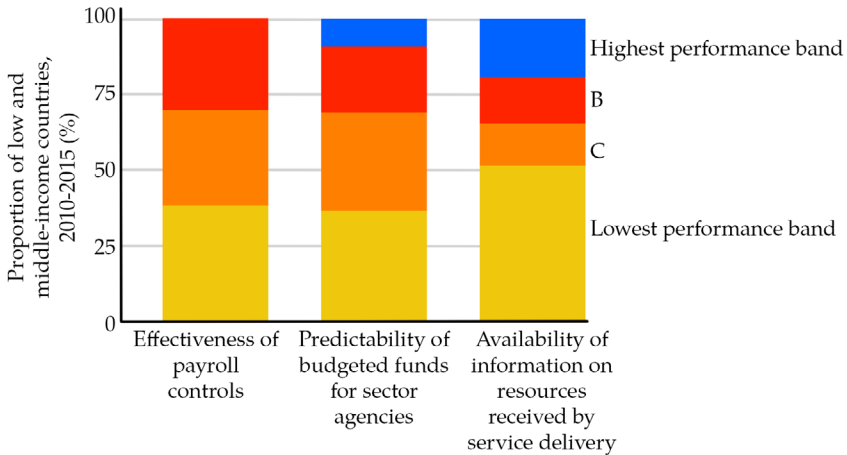 Proportion of low and
middle-income countries,
2010-2015 (%)
100
75
50
25
0
Highest performance band
B
C
Lowest performance band
Effectiveness of
payroll
controls
Predictability of
budgeted funds
for sector
agencies
Availability of
information on
resources
received by
service delivery